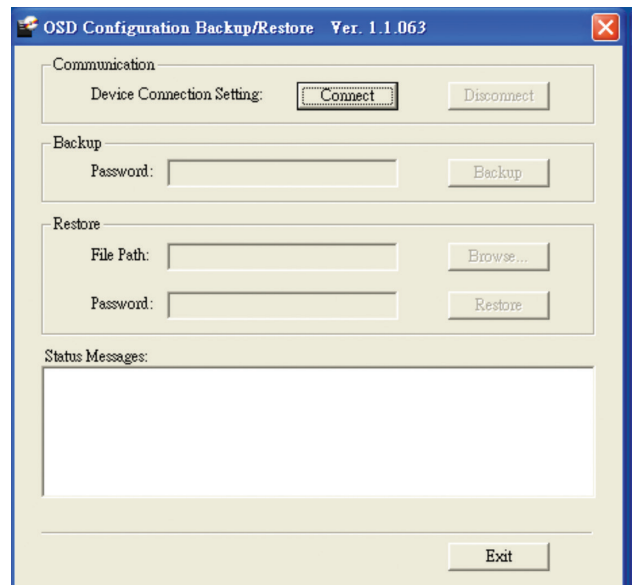 OSD Configuration Backup/Restore Ver. 1.1.063
Communication
Device Connection Setting: Connect Disconnect
Backup
Password: Backup
Restore
File Path: Browse...
Password: Restore
Status Messages:
Exit